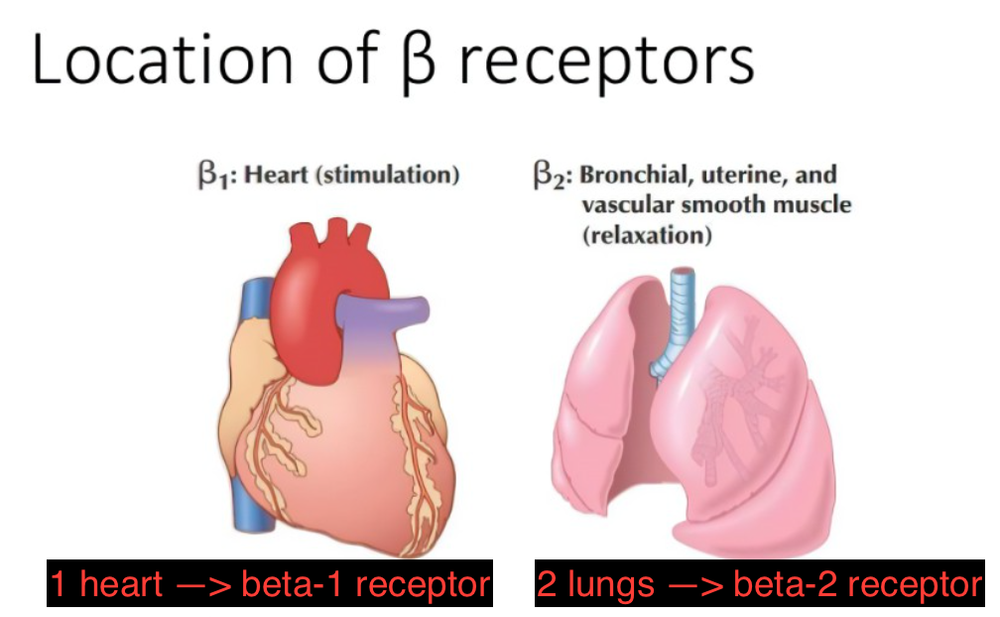 Location of β receptors
β₁: Heart (stimulation)
β₂: Bronchial, uterine, and
vascular smooth muscle
(relaxation)
1 heart —> beta-1 receptor
2 lungs —> beta-2 receptor